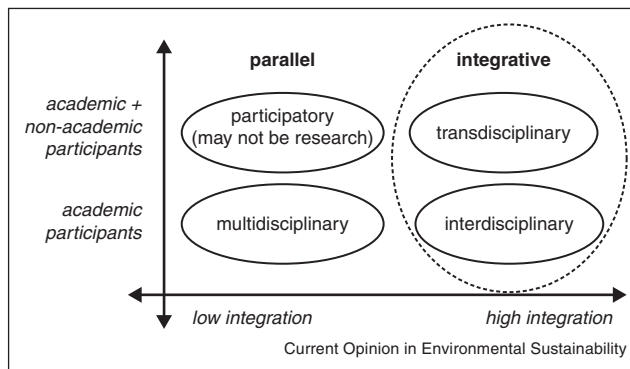 parallel
integrative
academic +
non-academic
participants
participatory
(may not be research)
transdisciplinary
academic
participants
multidisciplinary
interdisciplinary
low integration
high integration
Current Opinion in Environmental Sustainability